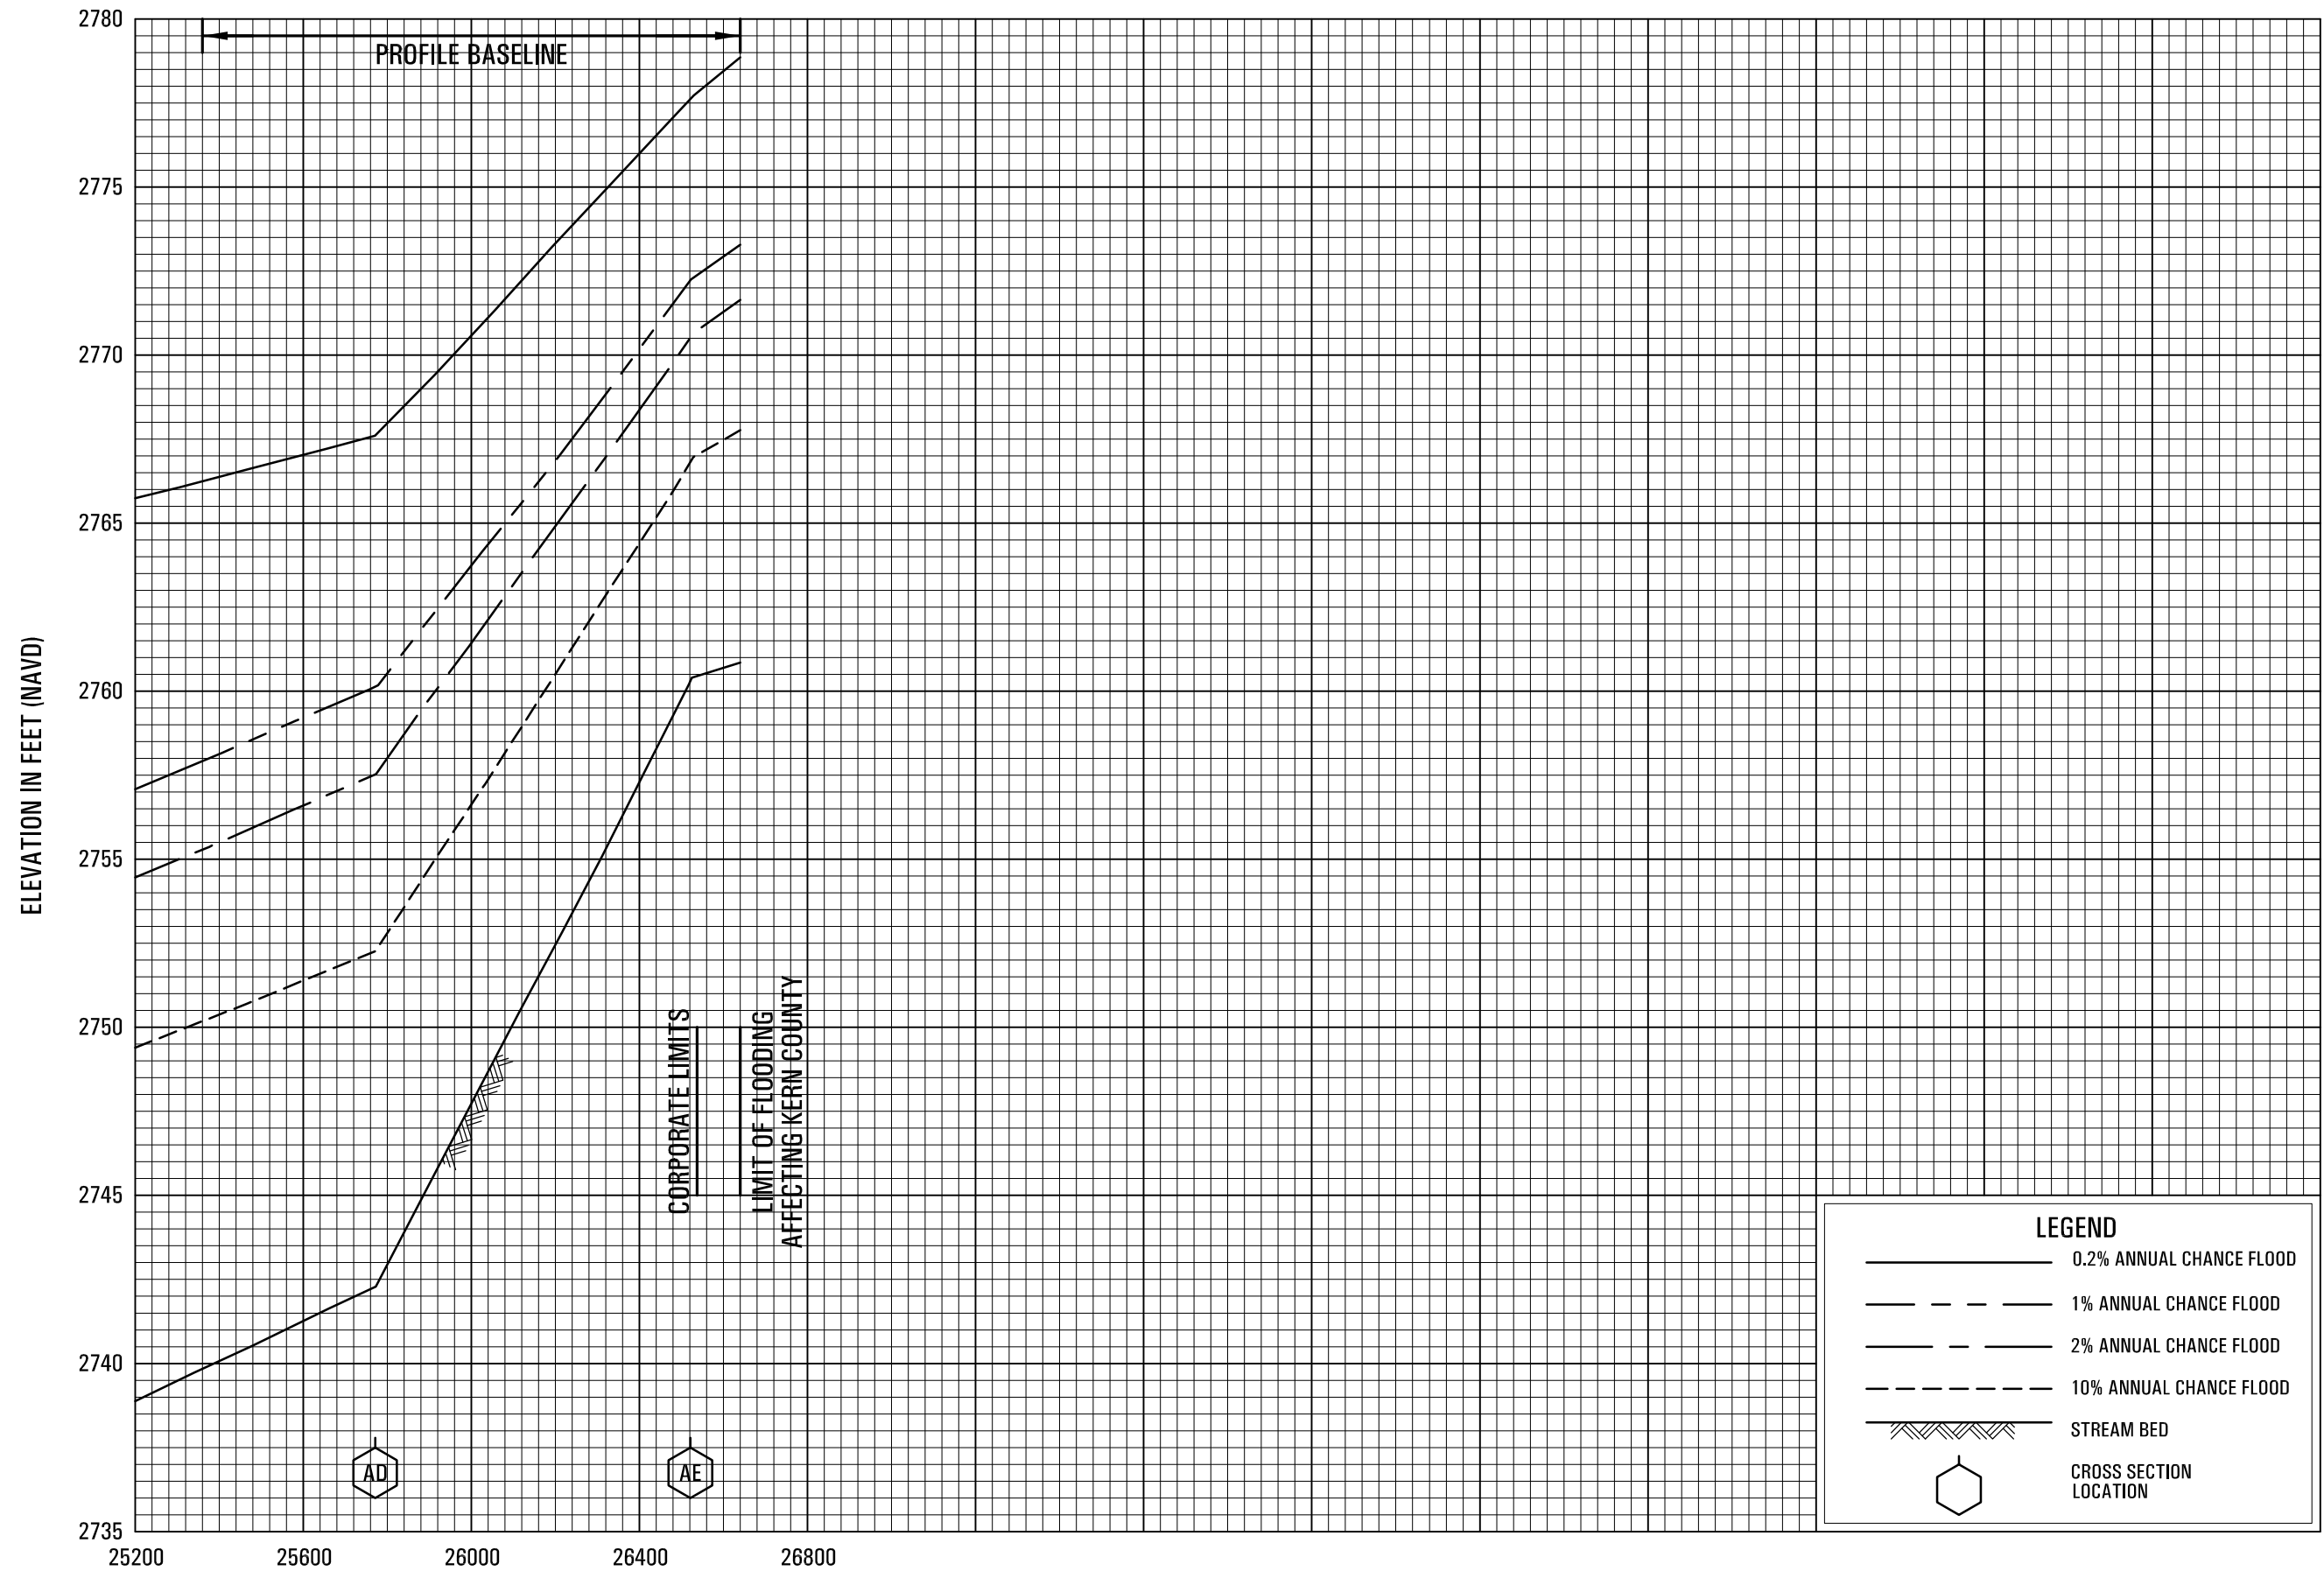 2780
2775
2770
2765
2760
2755
2750
2745
2740
2735
ELEVATION IN FEET (NAVD)
PROFILE BASELINE
CORPORATE LIMITS
LIMIT OF FLOODING
AFFECTING KERN COUNTY
AD
AE
25200
25600
26000
26400
26800
LEGEND
0.2% ANNUAL CHANCE FLOOD
1% ANNUAL CHANCE FLOOD
2% ANNUAL CHANCE FLOOD
10% ANNUAL CHANCE FLOOD
STREAM BED
CROSS SECTION
LOCATION